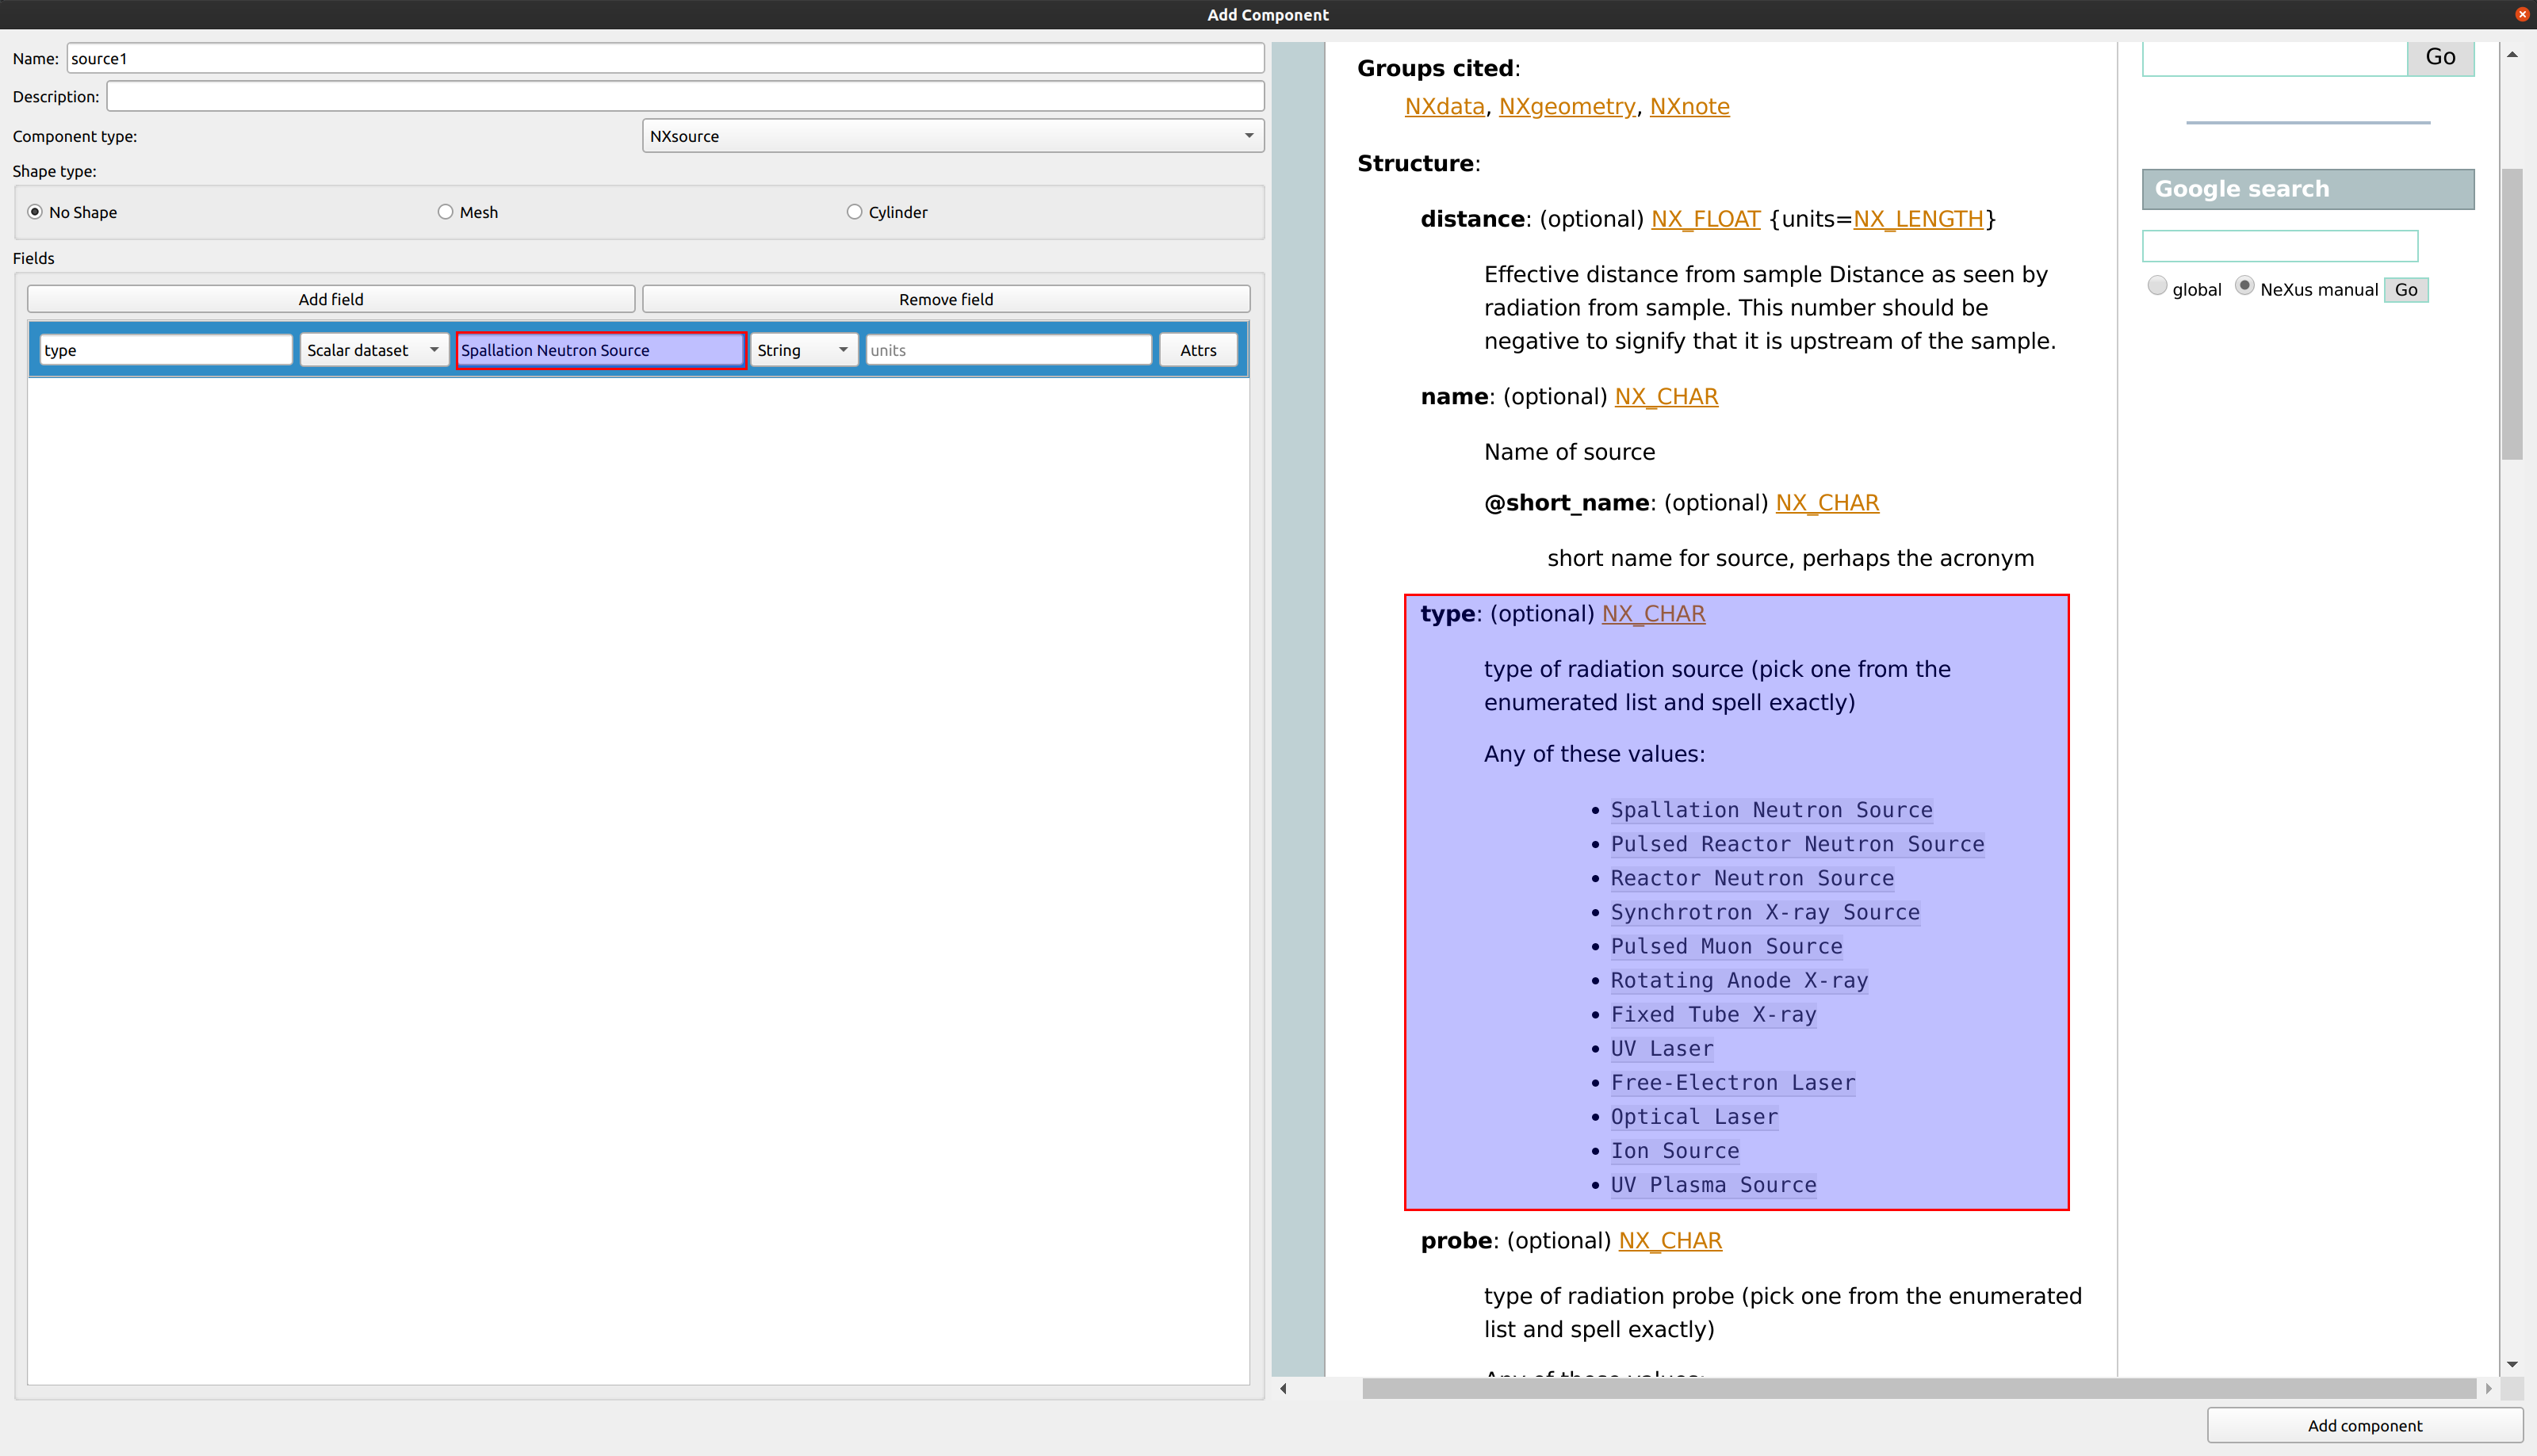 Add Component
Name: source1
Description:
Component type: NXsource
Shape type:
No Shape Mesh Cylinder
Fields
Add field Remove field
type Scalar dataset Spallation Neutron Source String units Attrs
Groups cited:
NXdata, NXgeometry, NXnote
Structure:
distance: (optional) NX_FLOAT {units=NX_LENGTH}
Effective distance from sample Distance as seen by
radiation from sample. This number should be
negative to signify that it is upstream of the sample.
name: (optional) NX_CHAR
Name of source
@short_name: (optional) NX_CHAR
short name for source, perhaps the acronym
type: (optional) NX_CHAR
type of radiation source (pick one from the
enumerated list and spell exactly)
Any of these values:
• Spallation Neutron Source
• Pulsed Reactor Neutron Source
• Reactor Neutron Source
• Synchrotron X-ray Source
• Pulsed Muon Source
• Rotating Anode X-ray
• Fixed Tube X-ray
• UV Laser
• Free-Electron Laser
• Optical Laser
• Ion Source
• UV Plasma Source
probe: (optional) NX_CHAR
type of radiation probe (pick one from the enumerated
list and spell exactly)
Any of these values:
Go
Google search
global NeXus manual Go
Add component